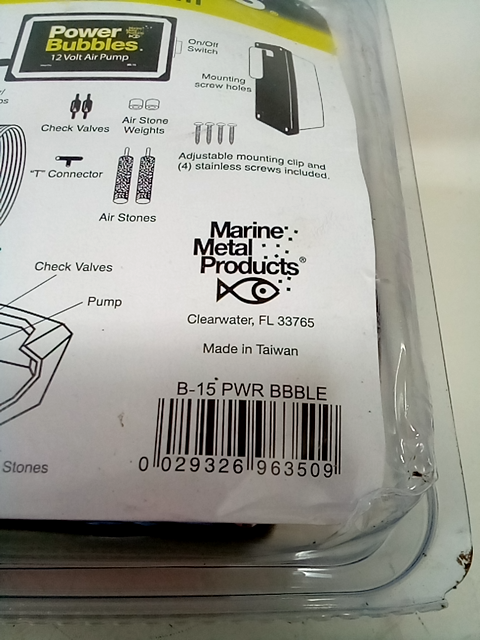 Power
Bubbles.
12 Volt Air Pump
On/Off
Switch
Mounting
screw holes
Check Valves
Air Stone
Weights
"T" Connector
Adjustable mounting clip and
(4) stainless screws included.
Air Stones
Marine
Metal
Products®
Check Valves
Pump
Clearwater, FL 33765
Made in Taiwan
B-15 PWR BBBLE
Stones
0 029326 963509